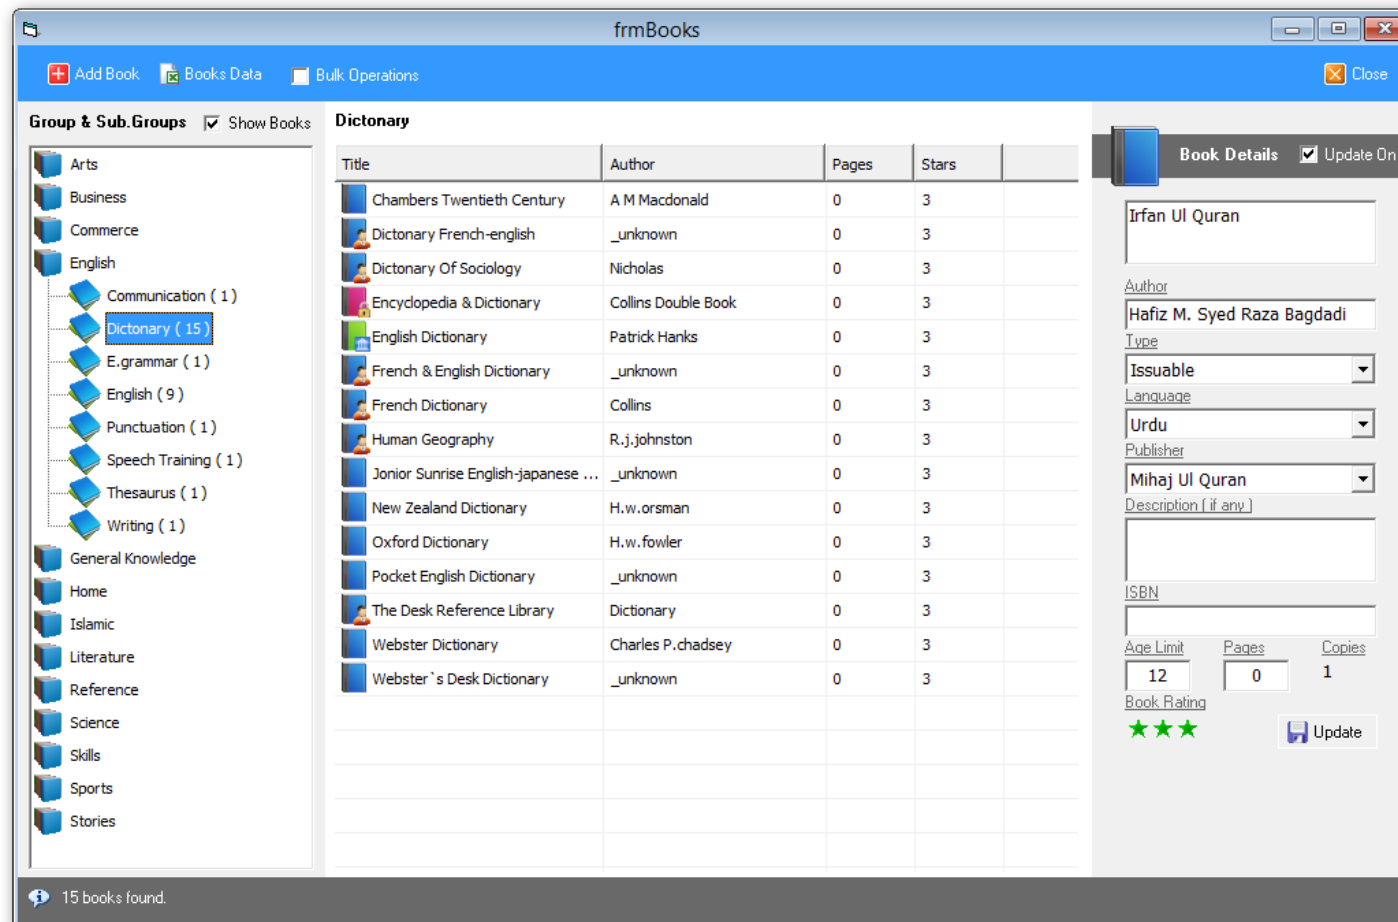 frmBooks
Add Book Books Data Bulk Operations Close
Group & Sub.Groups Show Books
Arts
Business
Commerce
English
Communication ( 1 )
Dictonary ( 15 )
E.grammar ( 1 )
English ( 9 )
Punctuation ( 1 )
Speech Training ( 1 )
Thesaurus ( 1 )
Writing ( 1 )
General Knowledge
Home
Islamic
Literature
Reference
Science
Skills
Sports
Stories
Dictonary
Title Author Pages Stars
Chambers Twentieth Century A M Macdonald 0 3
Dictonary French-english _unknown 0 3
Dictonary Of Sociology Nicholas 0 3
Encyclopedia & Dictionary Collins Double Book 0 3
English Dictionary Patrick Hanks 0 3
French & English Dictionary _unknown 0 3
French Dictionary Collins 0 3
Human Geography R.j.johnston 0 3
Jonior Sunrise English-japanese ... _unknown 0 3
New Zealand Dictionary H.w.orsman 0 3
Oxford Dictionary H.w.fowler 0 3
Pocket English Dictionary _unknown 0 3
The Desk Reference Library Dictionary 0 3
Webster Dictionary Charles P.chadsey 0 3
Webster`s Desk Dictionary _unknown 0 3
Book Details Update On
Irfan Ul Quran
Author
Hafiz M. Syed Raza Bagdadi
Type
Issuable
Language
Urdu
Publisher
Mihaj Ul Quran
Description ( if any )
ISBN
Age Limit Pages Copies
12 0 1
Book Rating
Update
15 books found.